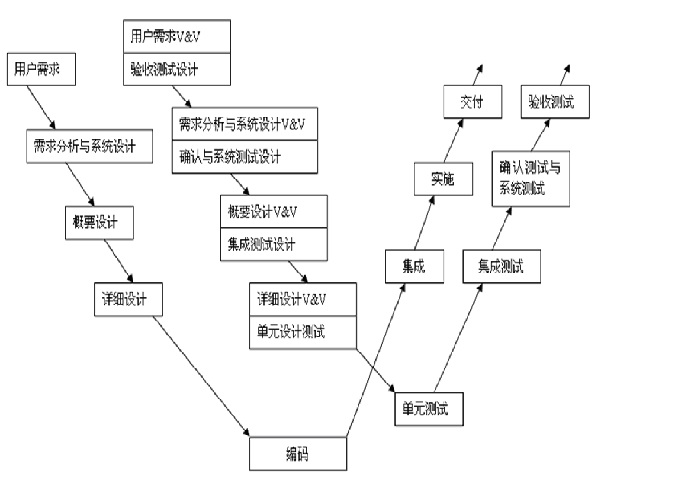 用户需求V&V
验收测试设计
用户需求
交付
验收测试
需求分析与系统设计V&V
确认与系统测试设计
需求分析与系统设计
实施
确认测试与
系统测试
概要设计V&V
集成测试设计
概要设计
集成
集成测试
详细设计
详细设计V&V
单元设计测试
单元测试
编码